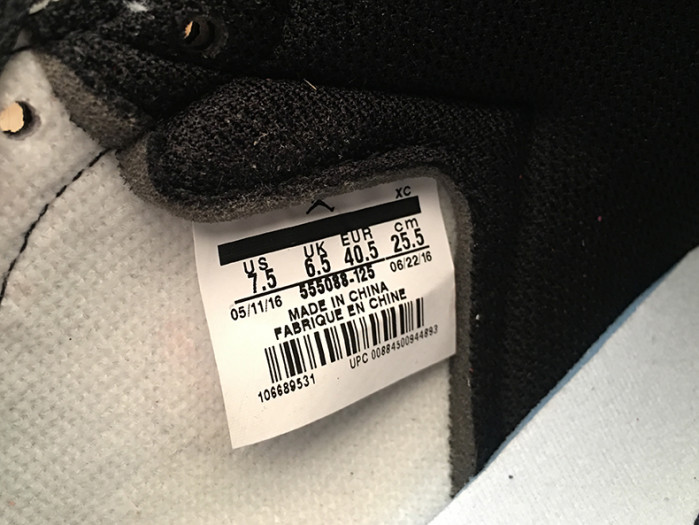 XC
US UK EUR cm
7.5 6.5 40.5 25.5
05/11/16 555088-125 06/22/16
MADE IN CHINA
FABRIQUE EN CHINE
106689531 UPC 00884500944893